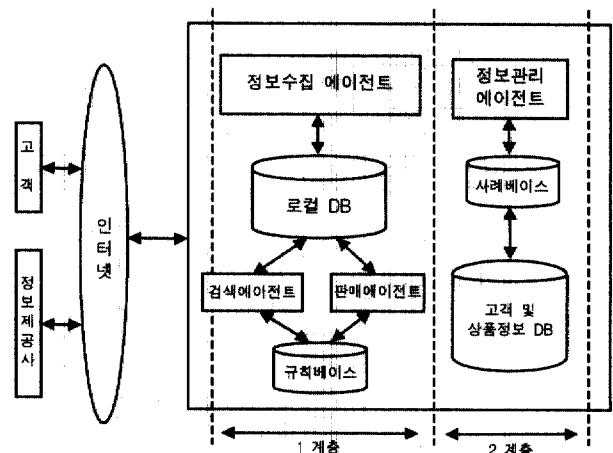 고
객
정
보
제
공
사
인
터
넷
정보수집 에이전트
로컬 DB
검색에이전트
판매에이전트
규칙베이스
정보관리
에이전트
사례베이스
고객 및
상품정보 DB
1 계층
2 계층